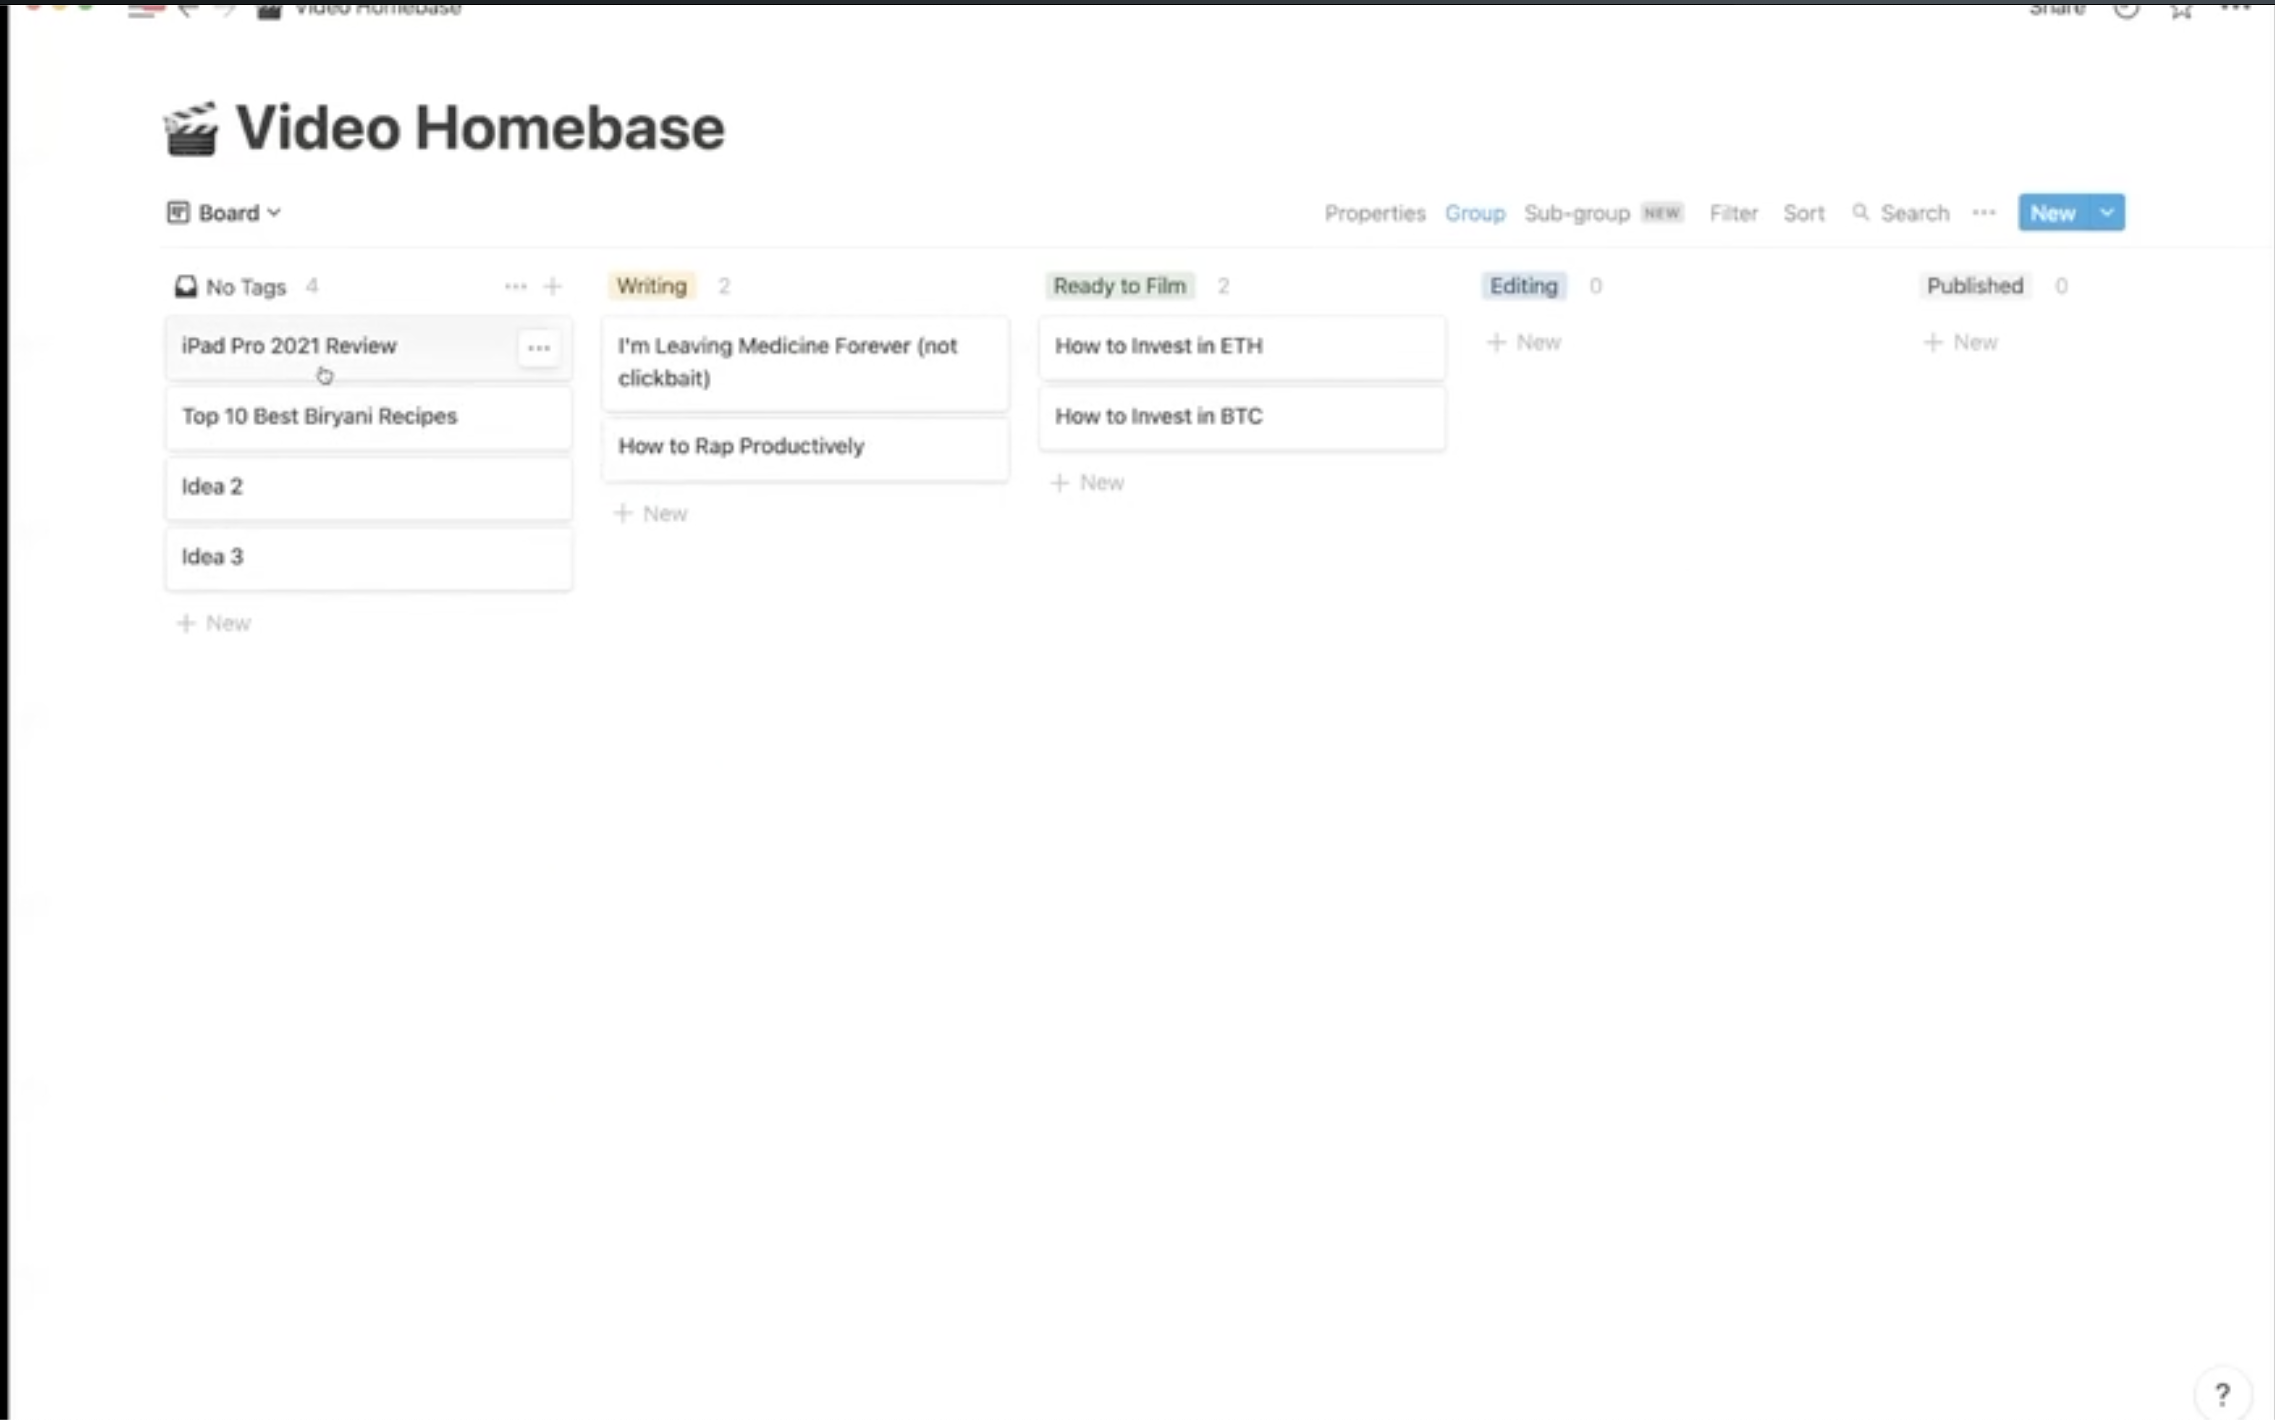 Video Homebase
Share
Video Homebase
Board
Properties Group Sub-group NEW Filter Sort Search New
No Tags 4
iPad Pro 2021 Review
Top 10 Best Biryani Recipes
Idea 2
Idea 3
+ New
Writing 2
I'm Leaving Medicine Forever (not
clickbait)
How to Rap Productively
+ New
Ready to Film 2
How to Invest in ETH
How to Invest in BTC
+ New
Editing 0
+ New
Published 0
+ New
?